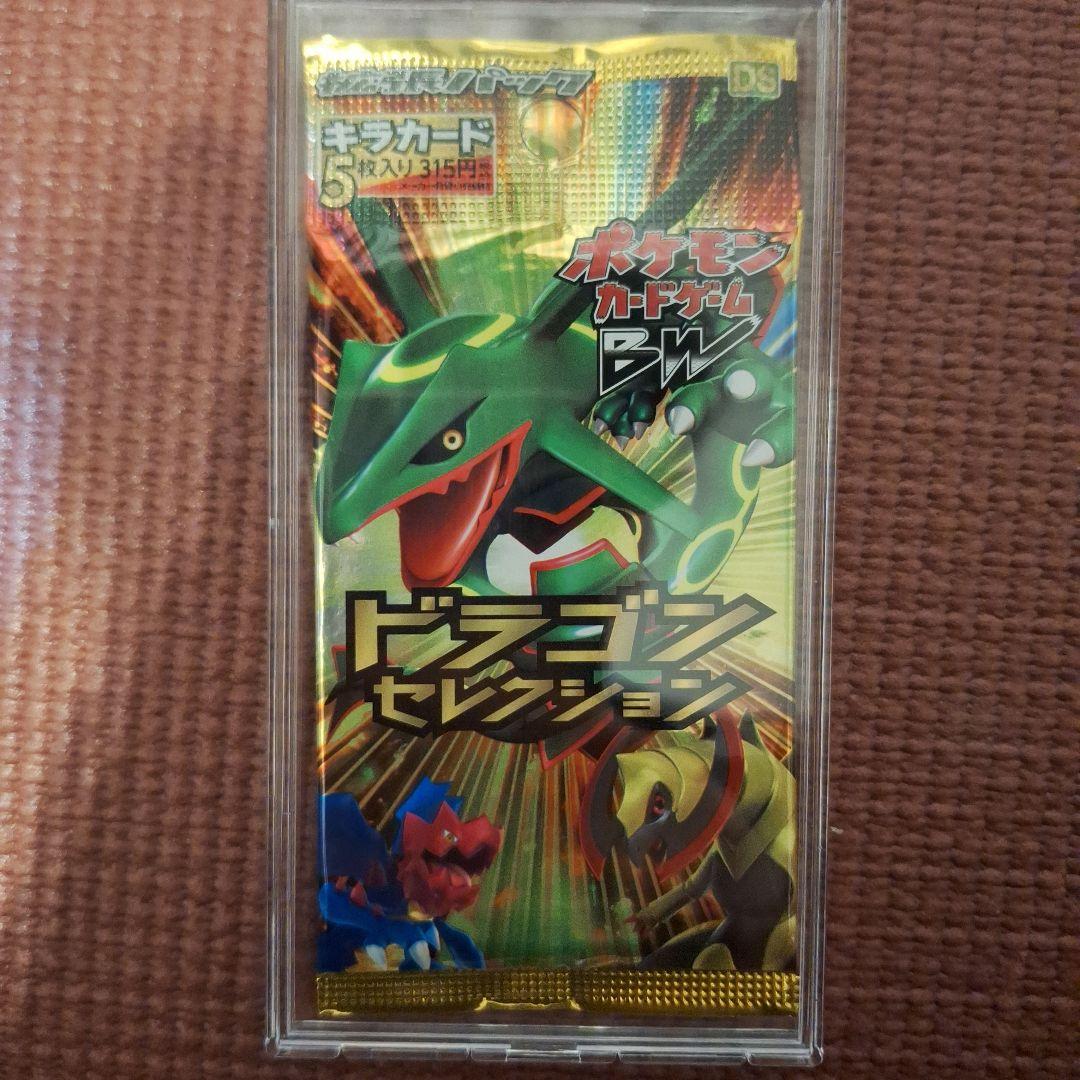 拡張パック
DS
キラカード
5枚入り 315円
ポケモン
カードゲーム
BW
ドラゴン
セレクション